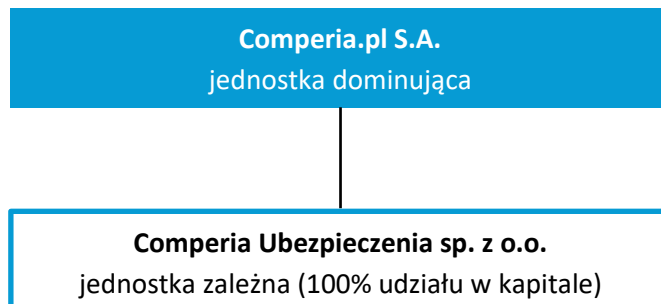 Comperia.pl S.A.
jednostka dominująca
Comperia Ubezpieczenia sp. z o.o.
jednostka zależna (100% udziału w kapitale)